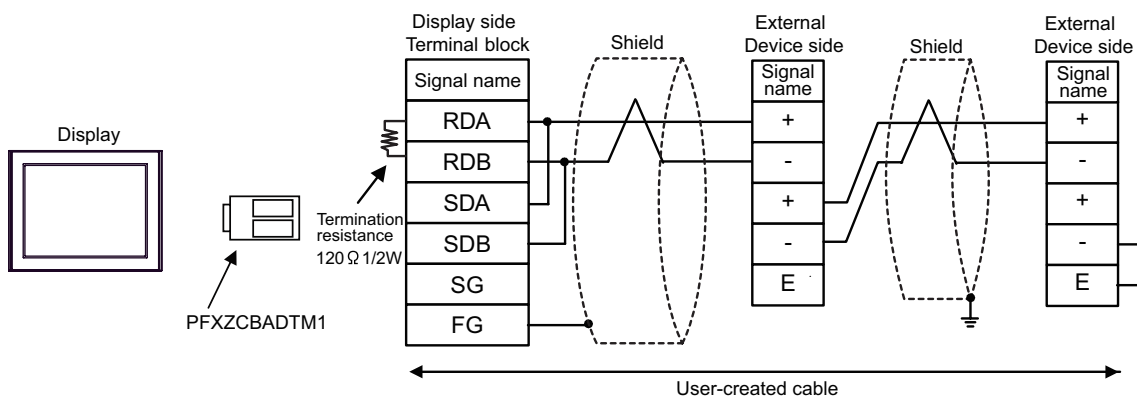 Display side
Terminal block
Shield
External
Device side
Shield
External
Device side
Signal name
Signal
name
Signal
name
RDA
+
+
Display
RDB
-
-
SDA
+
+
Termination
resistance
120 Ω 1/2W
SDB
-
-
SG
E
E
PFXZCBADTM1
FG
User-created cable